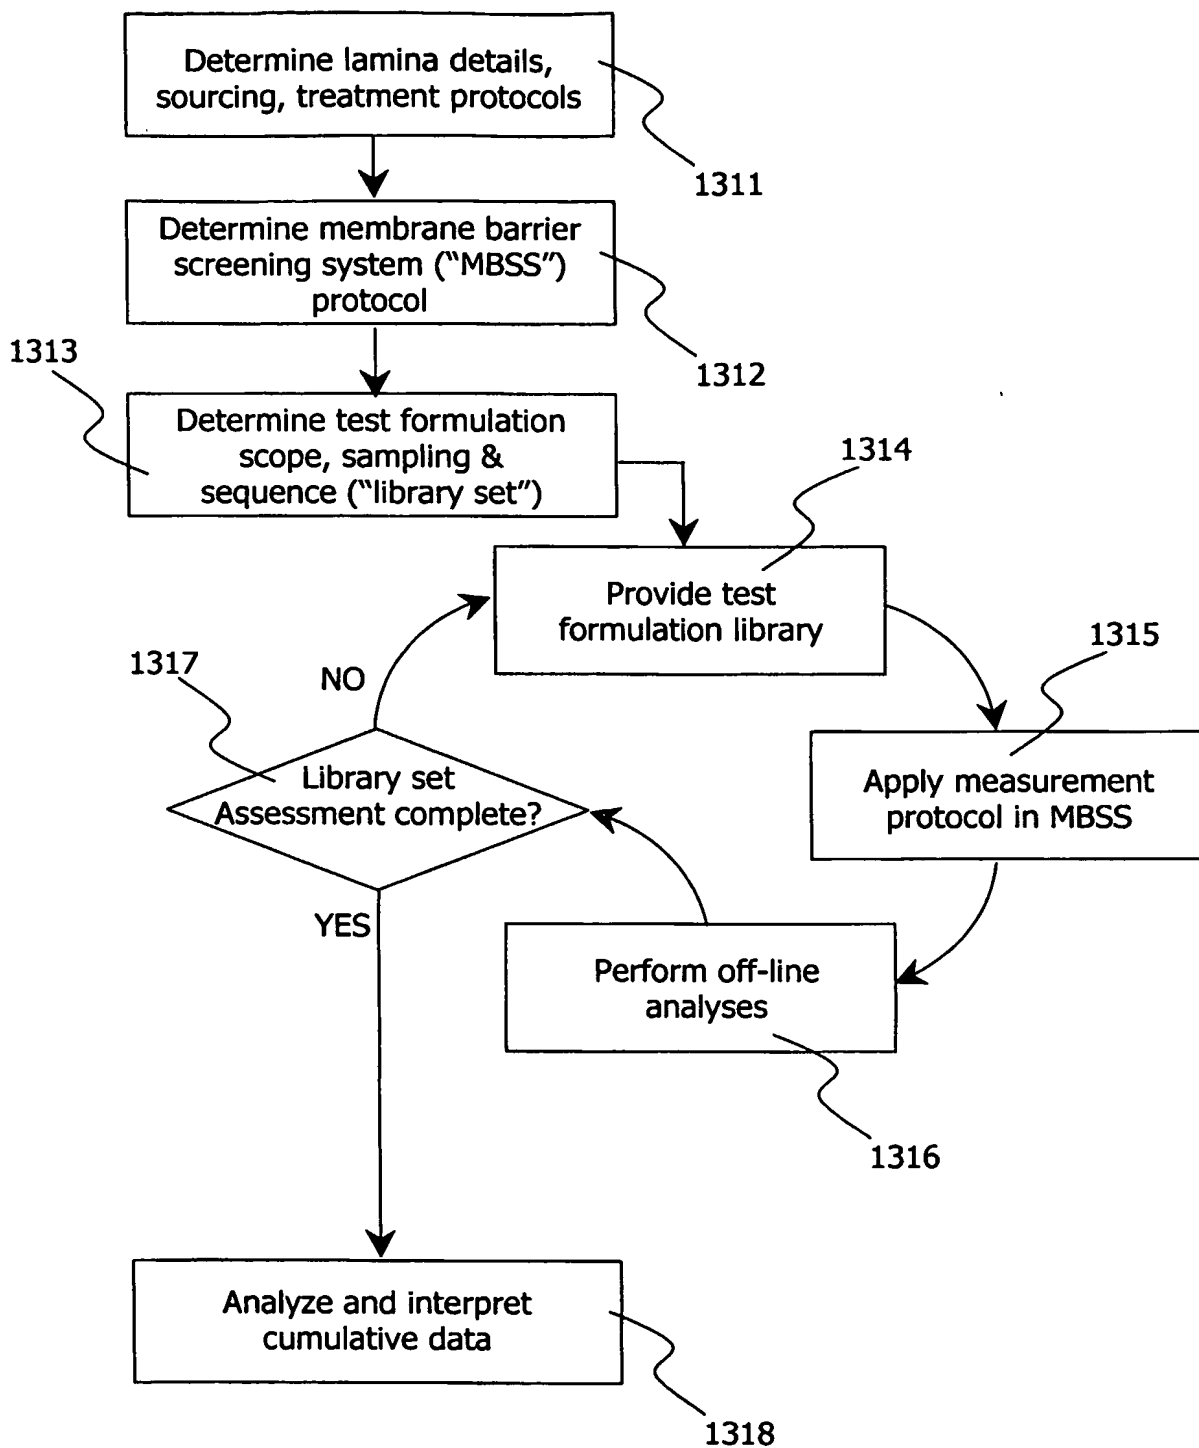 Determine lamina details,
sourcing, treatment protocols
1311
Determine membrane barrier
screening system (“MBSS”)
protocol
1312
1313
Determine test formulation
scope, sampling &
sequence (“library set”)
1314
Provide test
formulation library
1315
1317
NO
Library set
Assessment complete?
Apply measurement
protocol in MBSS
YES
Perform off-line
analyses
1316
Analyze and interpret
cumulative data
1318